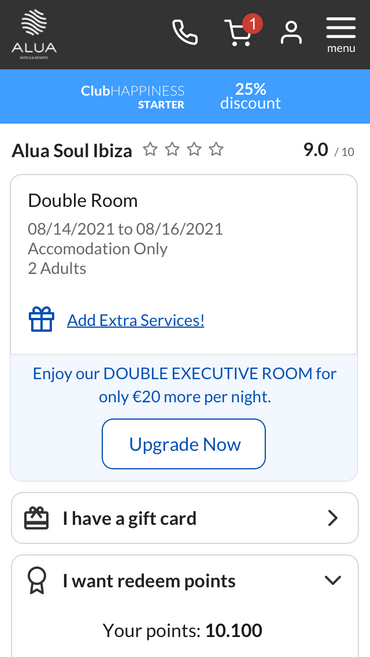 ALUA
HOTELS & RESORTS
1
menu
ClubHAPPINESS
STARTER
25%
discount
Alua Soul Ibiza
9.0 / 10
Double Room
08/14/2021 to 08/16/2021
Accomodation Only
2 Adults
Add Extra Services!
Enjoy our DOUBLE EXECUTIVE ROOM for
only €20 more per night.
Upgrade Now
I have a gift card
I want redeem points
Your points: 10.100